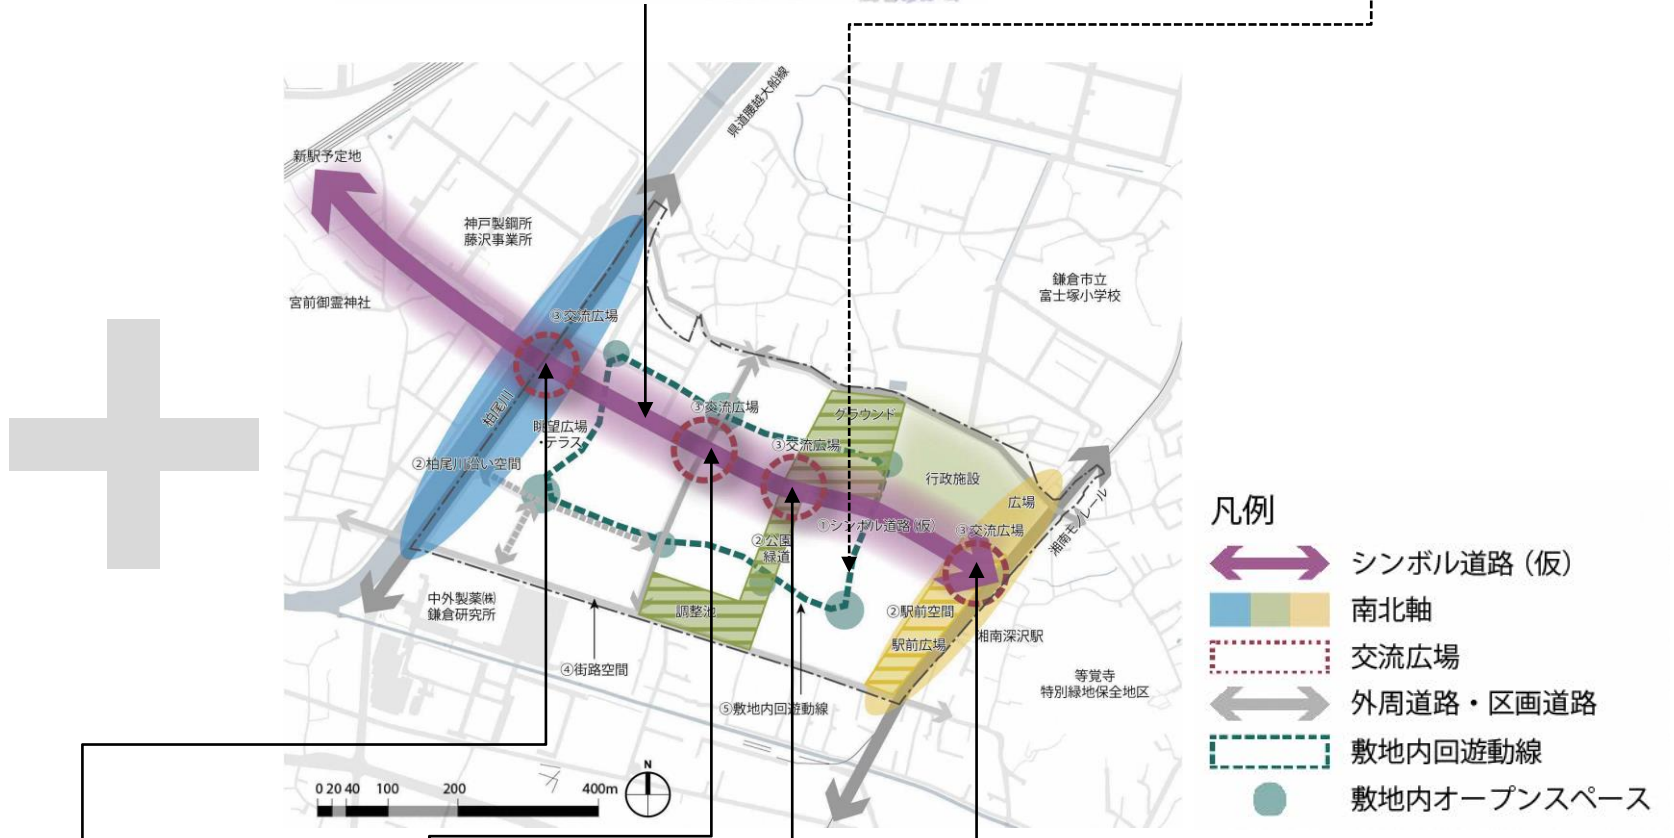 県道腰越大船線
新駅予定地
神戸製鋼所
藤沢事業所
鎌倉市立
富士塚小学校
宮前御霊神社
③交流広場
柏尾川
③交流広場
グラウンド
眺望広場
・テラス
③交流広場
②柏尾川沿い空間
行政施設
広場
①シンボル道路(仮)
③交流広場
湘南モノレール
②公園
緑道
中外製薬㈱
鎌倉研究所
調整池
②駅前空間
湘南深沢駅
駅前広場
④街路空間
等覚寺
特別緑地保全地区
⑤敷地内回遊動線
N
0 20 40 100 200 400m
凡例
シンボル道路(仮)
南北軸
交流広場
外周道路・区画道路
敷地内回遊動線
敷地内オープンスペース